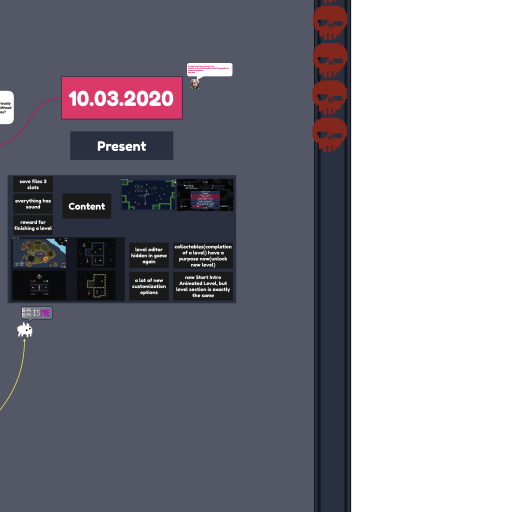 10.03.2020
Present
save files 3
slots
everything has
sound
reward for
finishing a level
Content
level editor
hidden in game
again
collectables(completion
of a level) have a
purpose now(unlock
new level)
a lot of new
customization
options
new Start Intro
Animated Level, but
level section is exactly
the same
IS ME